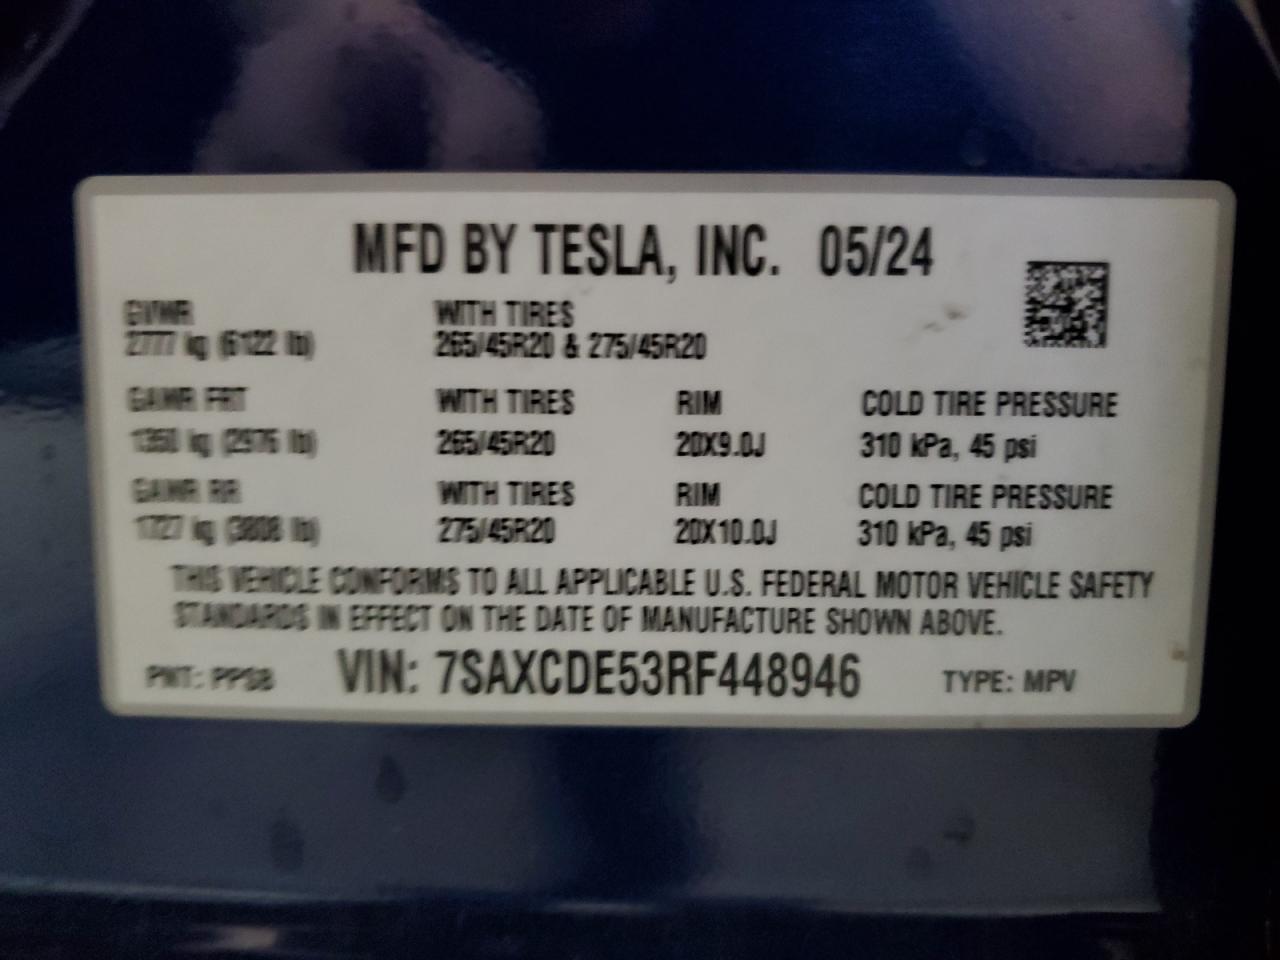 MFD BY TESLA, INC. 05/24
GVWR WITH TIRES
2777 kg (6122 lb) 265/45R20 & 275/45R20
GAWR FRT WITH TIRES RIM COLD TIRE PRESSURE
1350 kg (2976 lb) 265/45R20 20X9.0J 310 kPa, 45 psi
GAWR RR WITH TIRES RIM COLD TIRE PRESSURE
1727 kg (3808 lb) 275/45R20 20X10.0J 310 kPa, 45 psi
THIS VEHICLE CONFORMS TO ALL APPLICABLE U.S. FEDERAL MOTOR VEHICLE SAFETY
STANDARDS IN EFFECT ON THE DATE OF MANUFACTURE SHOWN ABOVE.
PNT: PPSB VIN: 7SAXCDE53RF448946 TYPE: MPV